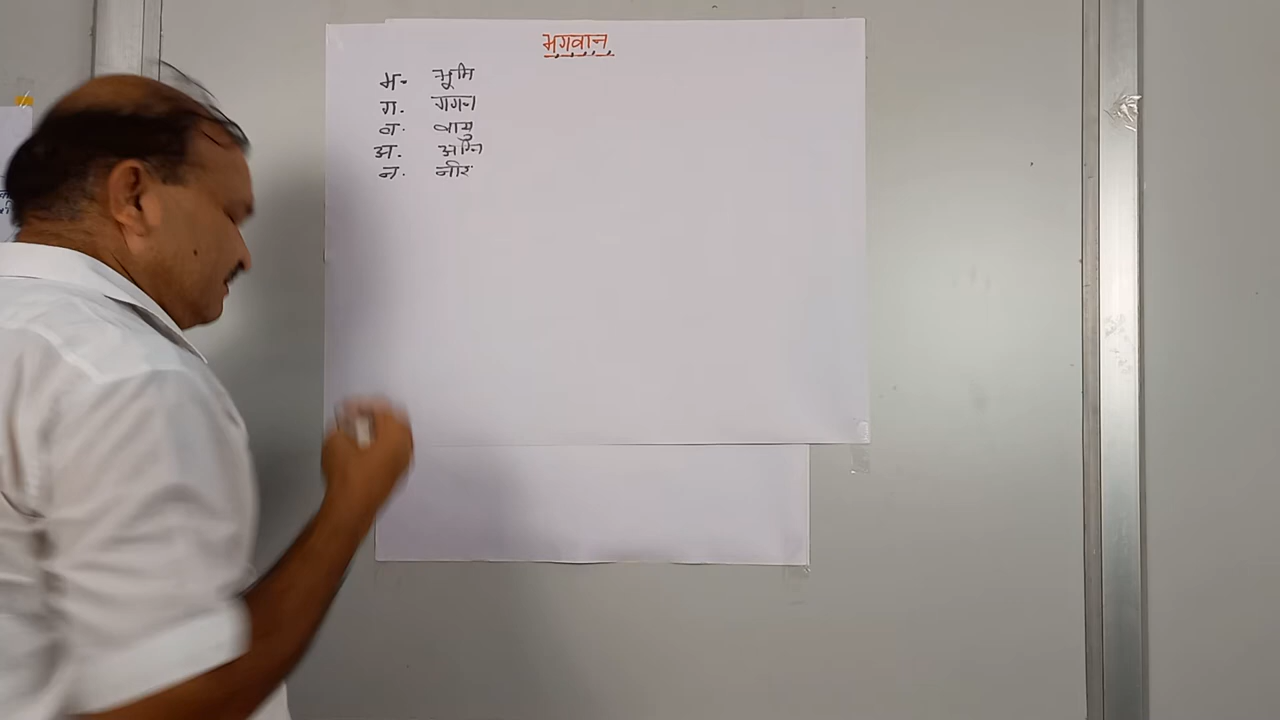 भगवान
भ- भूमि
ग. गगन
व. वायु
अ. अग्नि
न. नीर